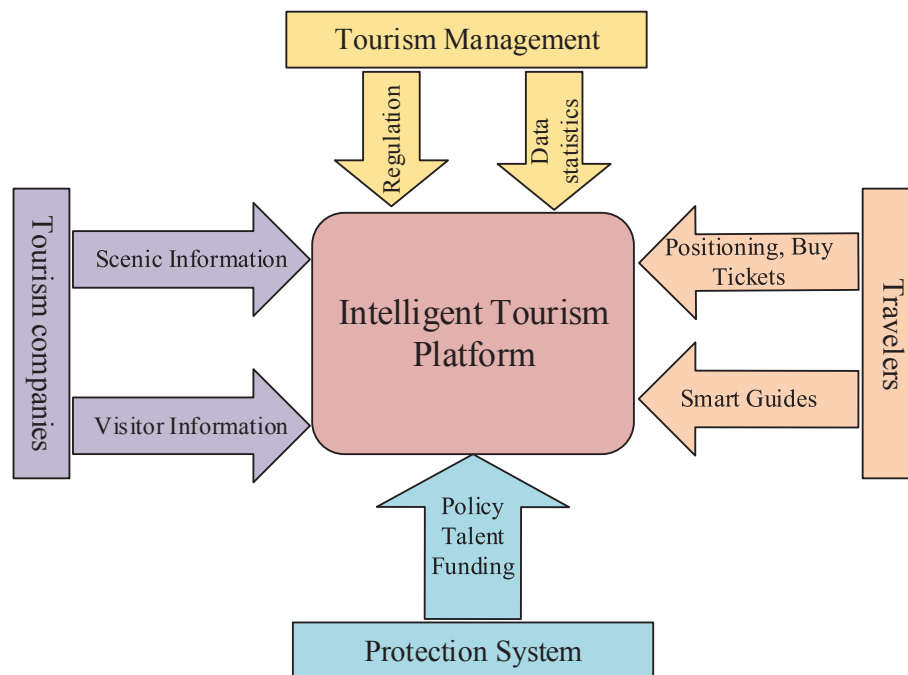 Tourism Management
Regulation
Data
statistics
Tourism companies
Scenic Information
Visitor Information
Intelligent Tourism
Platform
Positioning, Buy
Tickets
Smart Guides
Travelers
Policy
Talent
Funding
Protection System